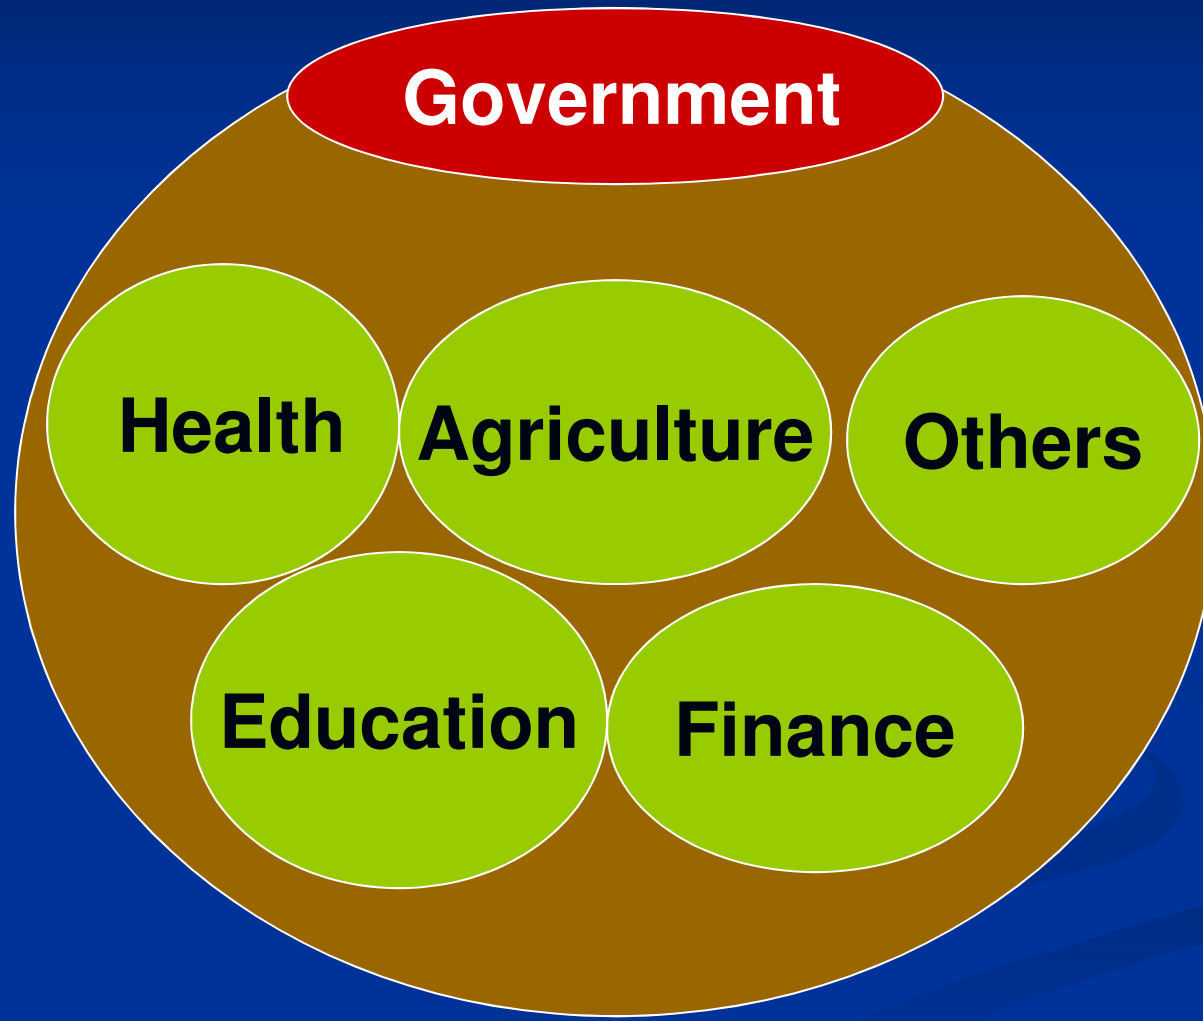 Government
Health
Agriculture
Others
Education
Finance